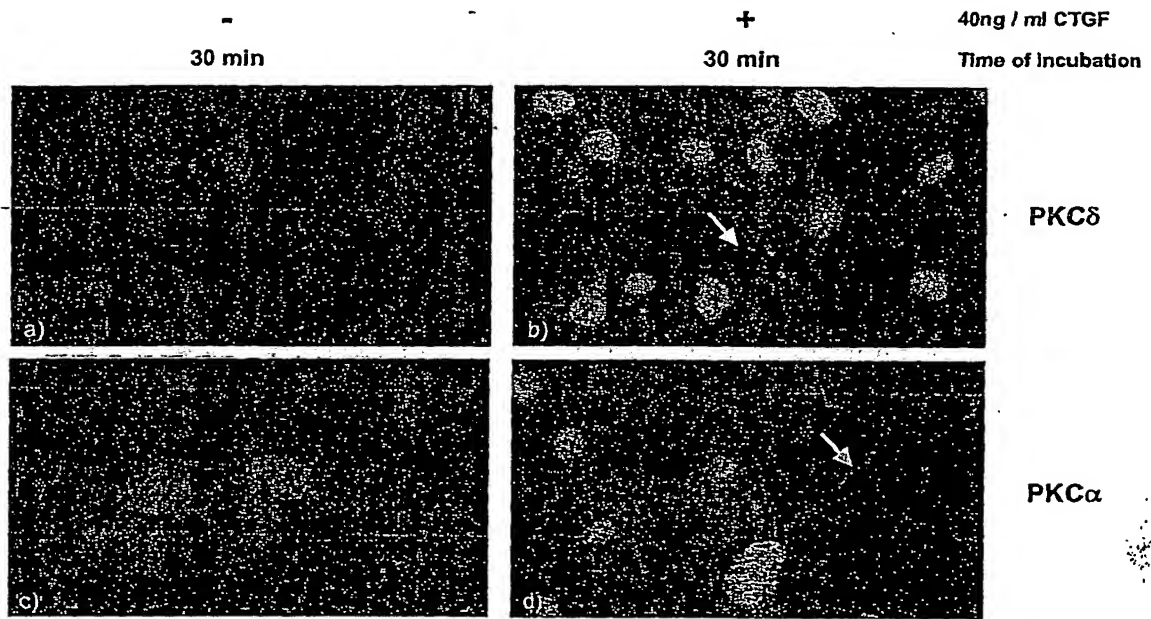 - + 40ng / ml CTGF
30 min 30 min Time of Incubation
a) b) PKCδ
c) d) PKCα